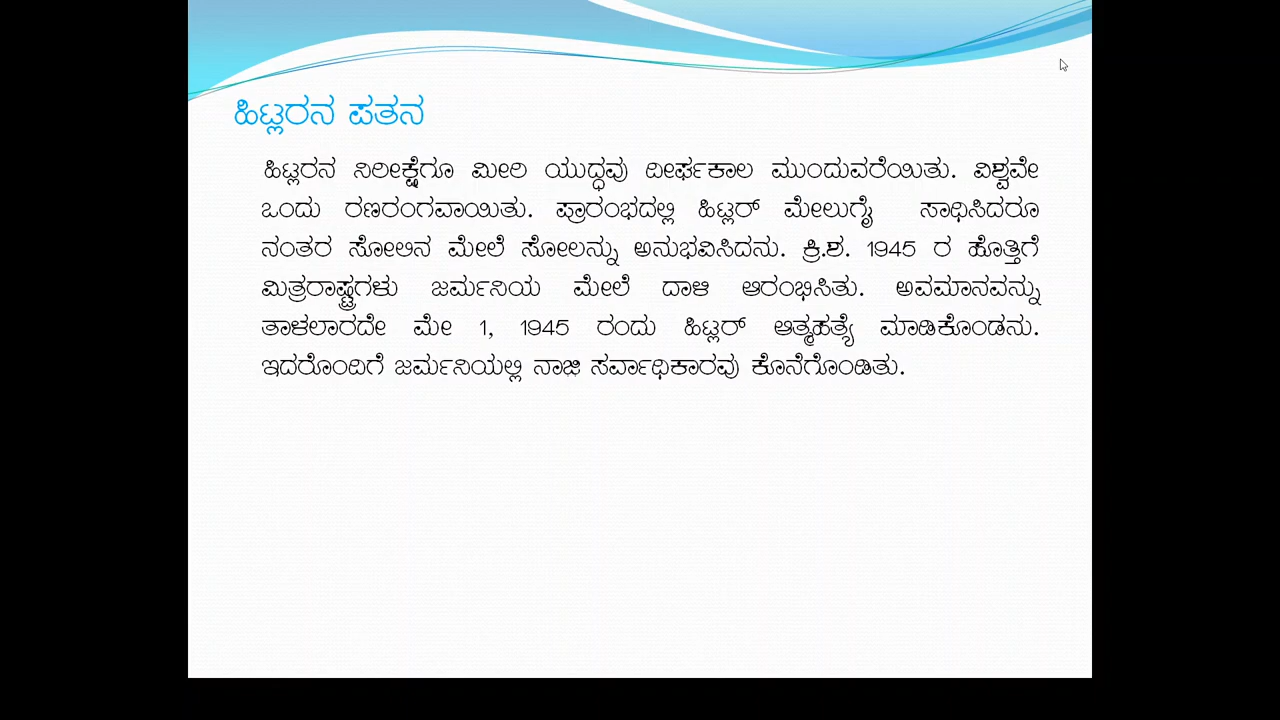 ಹಿಟ್ಲರನ ಪತನ
ಹಿಟ್ಲರನ ನಿರೀಕ್ಷೆಗೂ ಮೀರಿ ಯುದ್ಧವು ದೀರ್ಘಕಾಲ ಮುಂದುವರೆಯಿತು. ವಿಶ್ವವೇ
ಒಂದು ರಣರಂಗವಾಯಿತು. ಪ್ರಾರಂಭದಲ್ಲಿ ಹಿಟ್ಲರ್ ಮೇಲುಗೈ ಸಾಧಿಸಿದರೂ
ನಂತರ ಸೋಲಿನ ಮೇಲೆ ಸೋಲನ್ನು ಅನುಭವಿಸಿದನು. ಕ್ರಿ.ಶ. 1945 ರ ಹೊತ್ತಿಗೆ
ಮಿತ್ರರಾಷ್ಟ್ರಗಳು ಜರ್ಮನಿಯ ಮೇಲೆ ದಾಳಿ ಆರಂಭಿಸಿತು. ಅವಮಾನವನ್ನು
ತಾಳಲಾರದೇ ಮೇ 1, 1945 ರಂದು ಹಿಟ್ಲರ್ ಆತ್ಮಹತ್ಯೆ ಮಾಡಿಕೊಂಡನು.
ಇದರೊಂದಿಗೆ ಜರ್ಮನಿಯಲ್ಲಿ ನಾಜಿ ಸರ್ವಾಧಿಕಾರವು ಕೊನೆಗೊಂಡಿತು.